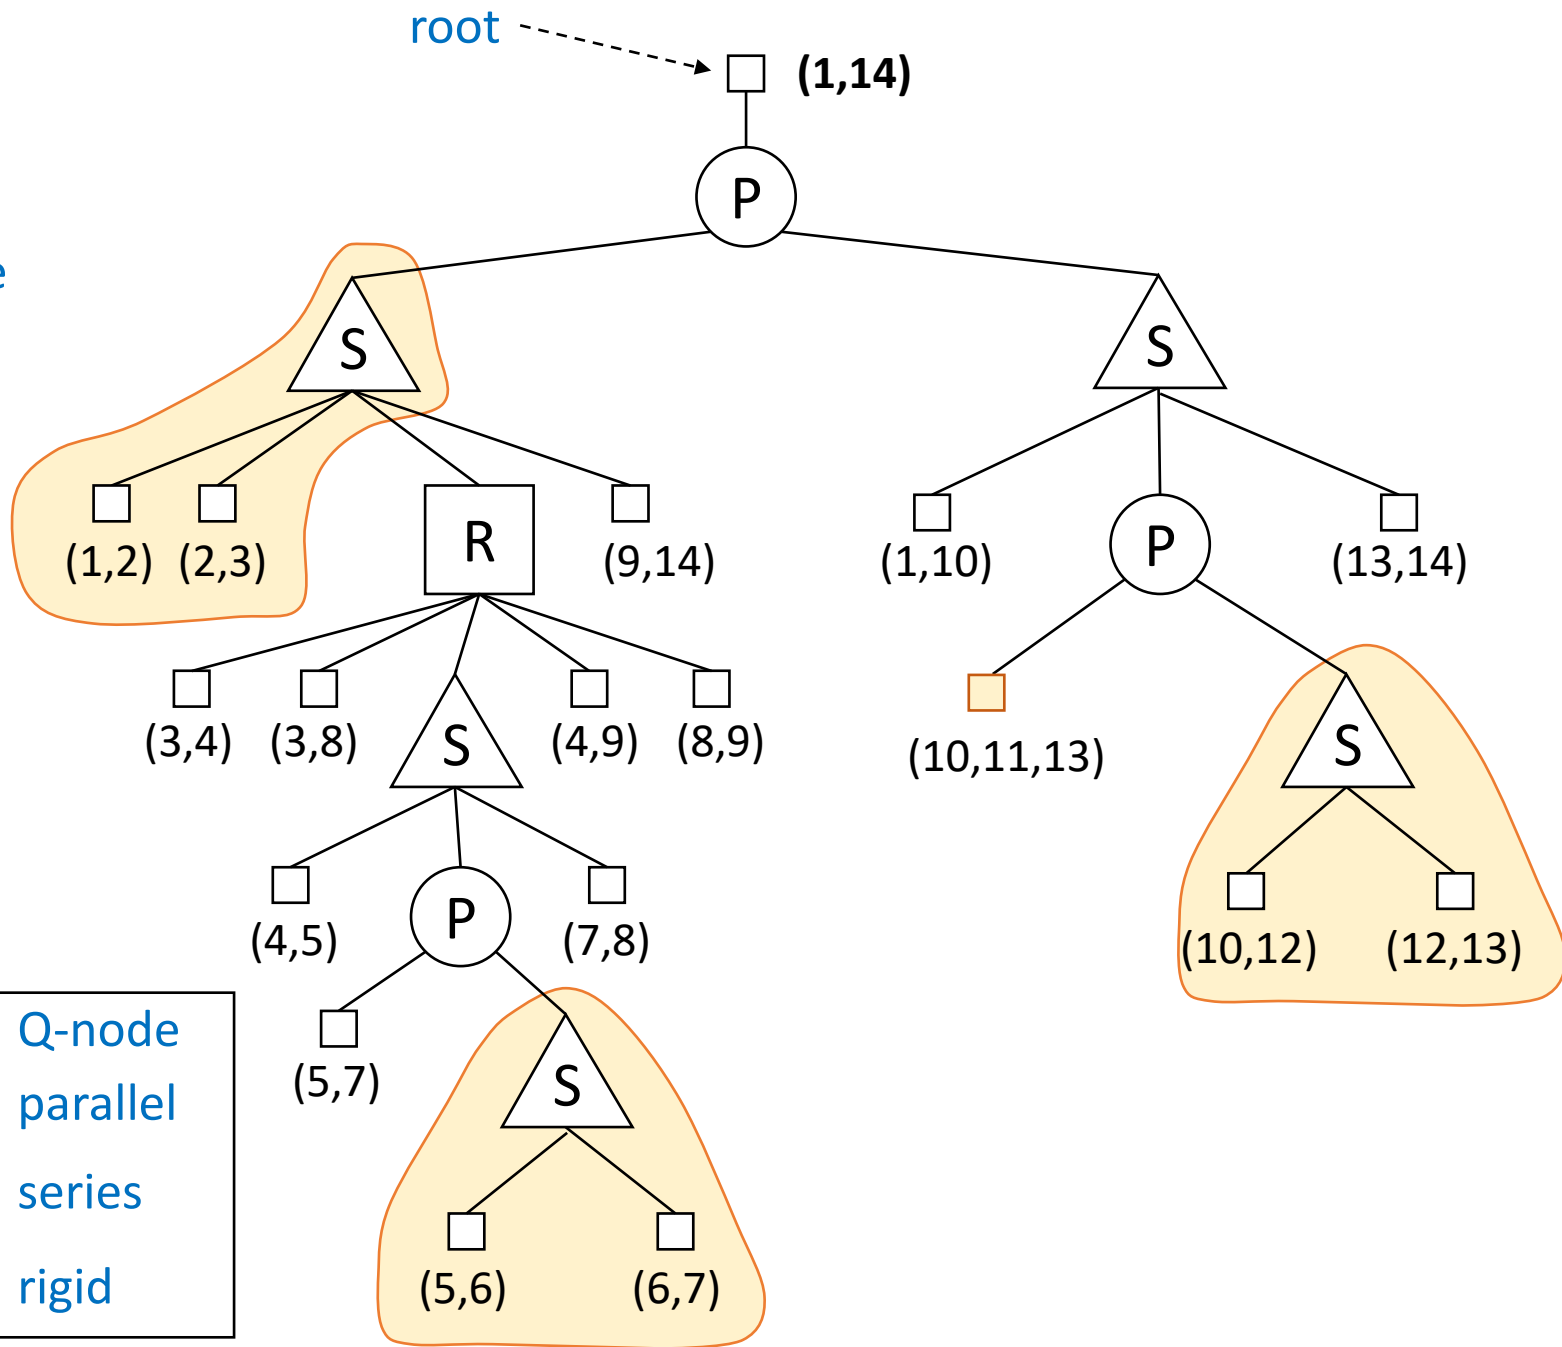 root
(1,14)
P
e
S
S
(1,2)
(2,3)
R
(9,14)
(1,10)
P
(13,14)
(3,4)
(3,8)
S
(4,9)
(8,9)
(10,11,13)
S
(4,5)
P
(7,8)
(10,12)
(12,13)
Q-node
(5,7)
S
parallel
series
rigid
(5,6)
(6,7)